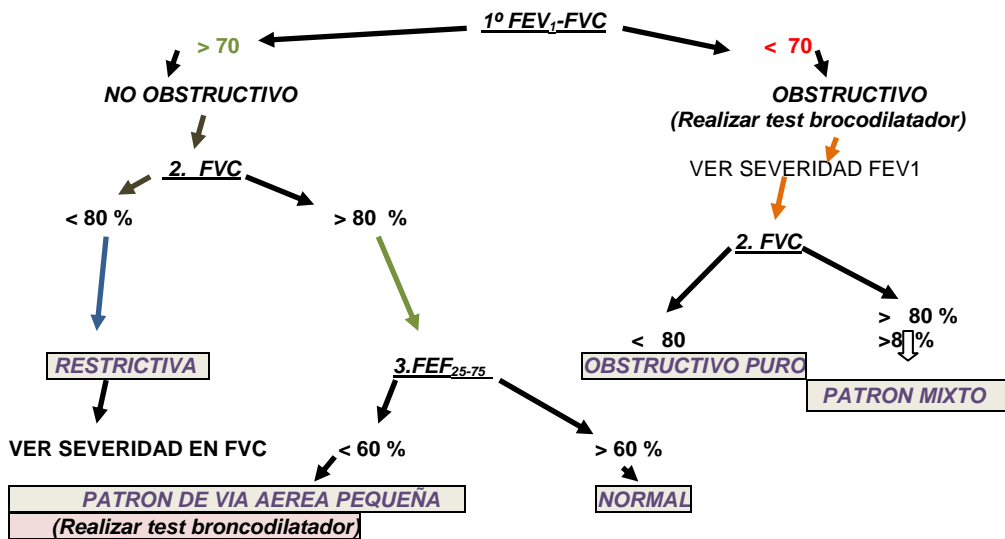 1º FEV1-FVC
> 70
< 70
NO OBSTRUCTIVO
OBSTRUCTIVO
(Realizar test brocodilatador)
VER SEVERIDAD FEV1
2. FVC
< 80 %
> 80 %
2. FVC
> 80 %
< 80
>8 %
RESTRICTIVA
3.FEF25-75
OBSTRUCTIVO PURO
PATRON MIXTO
VER SEVERIDAD EN FVC
< 60 %
> 60 %
PATRON DE VIA AEREA PEQUEÑA
NORMAL
(Realizar test broncodilatador)